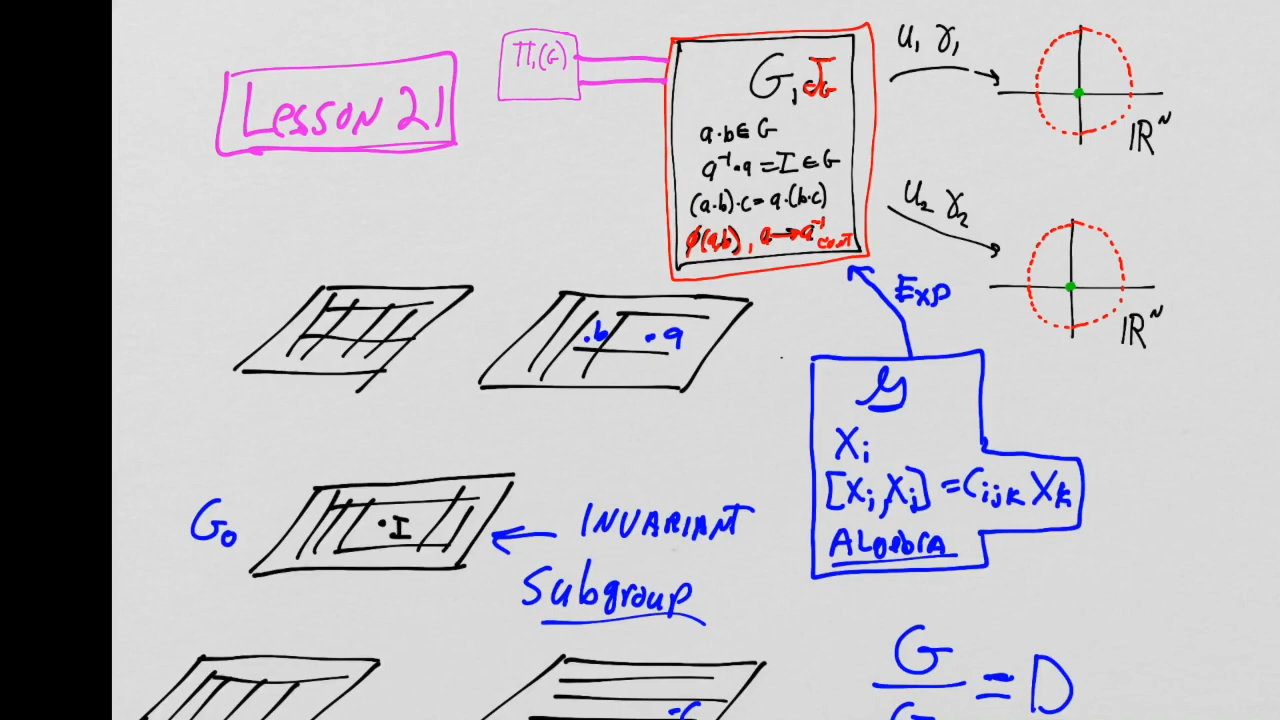 Lesson 21
Π₁(G)
G, 𝒥_G
a·b∈G
a⁻¹·a=I∈G
(a·b)·c=a·(b·c)
ϕ(a,b), a→a⁻¹ cont
U₁ γ₁
ℝᴺ
U₂ γ₂
ℝᴺ
Exp
·b ·a
𝒢
Xᵢ
[Xᵢ,Xⱼ]=Cᵢⱼₖ Xₖ
ALgebra
G₀
·I
INVARIANT
Subgroup
G
= D